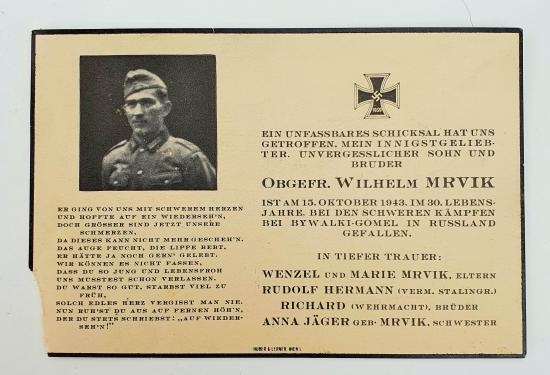 ER GING VON UNS MIT SCHWEREM HERZEN
UND HOFFTE AUF EIN WIEDERSEH'N,
DOCH GRÖSSER SIND JETZT UNSERE
SCHMERZEN,
DA DIESES KANN NICHT MEHR GESCHEH'N.
DAS AUGE FEUCHT, DIE LIPPE BEBT,
ER HÄTTE JA NOCH GERN' GELEBT.
WIR KÖNNEN ES NICHT FASSEN,
DASS DU SO JUNG UND LEBENSFROH
UNS MUSSTEST SCHON VERLASSEN.
DU WARST SO GUT, STARBST VIEL ZU
FRÜH,
SOLCH EDLES HERZ VERGISST MAN NIE.
NUN RUH'ST DU AUS AUF FERNEN HÖH'N,
DER DU STETS SCHRIEBST: „AUF WIEDER-
SEH'N!"
EIN UNFASSBARES SCHICKSAL HAT UNS
GETROFFEN. MEIN INNIGSTGELIEB-
TER, UNVERGESSLICHER SOHN UND
BRUDER
OBGEFR. WILHELM MRVIK
IST AM 15. OKTOBER 1943, IM 30. LEBENS-
JAHRE, BEI DEN SCHWEREN KÄMPFEN
BEI BYWALKI-GOMEL IN RUSSLAND
GEFALLEN.
IN TIEFER TRAUER:
WENZEL UND MARIE MRVIK, ELTERN
RUDOLF HERMANN (VERM. STALINGR.)
RICHARD (WEHRMACHT), BRÜDER
ANNA JÄGER GEB. MRVIK, SCHWESTER
HUBER & LERNER, WIEN I.